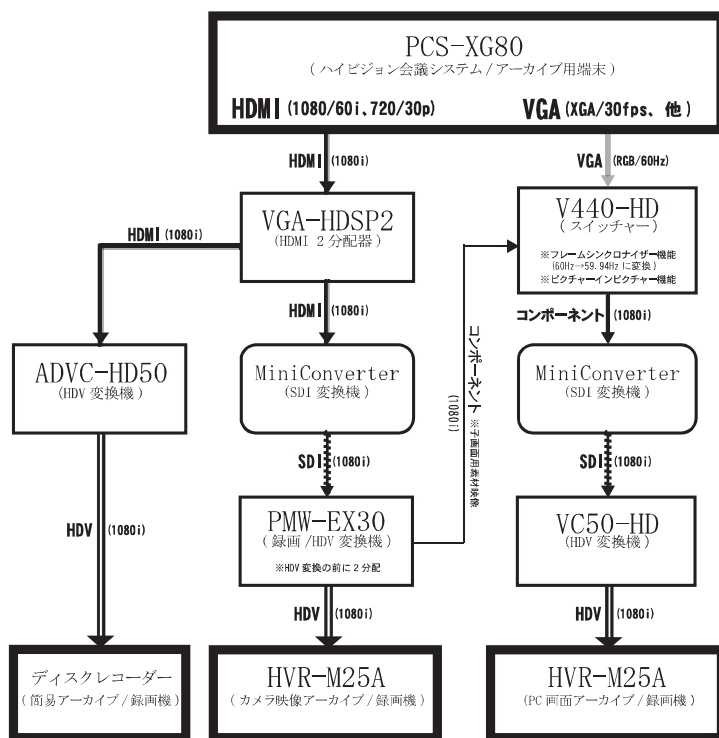 PCS-XG80
( ハイビジョン会議システム / アーカイブ用端末 )
HDMI (1080/60i、720/30p)
VGA (XGA/30fps、他 )
HDMI (1080i)
VGA (RGB/60Hz)
VGA-HDSP2
(HDMI 2 分配器 )
V440-HD
( スイッチャー )
※フレームシンクロナイザー機能
(60Hz→59.94Hz に変換 )
※ピクチャーインピクチャー機能
HDMI (1080i)
HDMI (1080i)
コンポーネント (1080i)
コンポーネント ※子画面用素材映像
(1080i)
ADVC-HD50
(HDV 変換機 )
MiniConverter
(SDI 変換機 )
MiniConverter
(SDI 変換機 )
SDI (1080i)
SDI (1080i)
HDV (1080i)
PMW-EX30
( 録画 /HDV 変換機 )
※HDV 変換の前に 2 分配
VC50-HD
(HDV 変換機 )
HDV (1080i)
HDV (1080i)
ディスクレコーダー
( 簡易アーカイブ / 録画機 )
HVR-M25A
( カメラ映像アーカイブ / 録画機 )
HVR-M25A
(PC 画面アーカイブ / 録画機 )